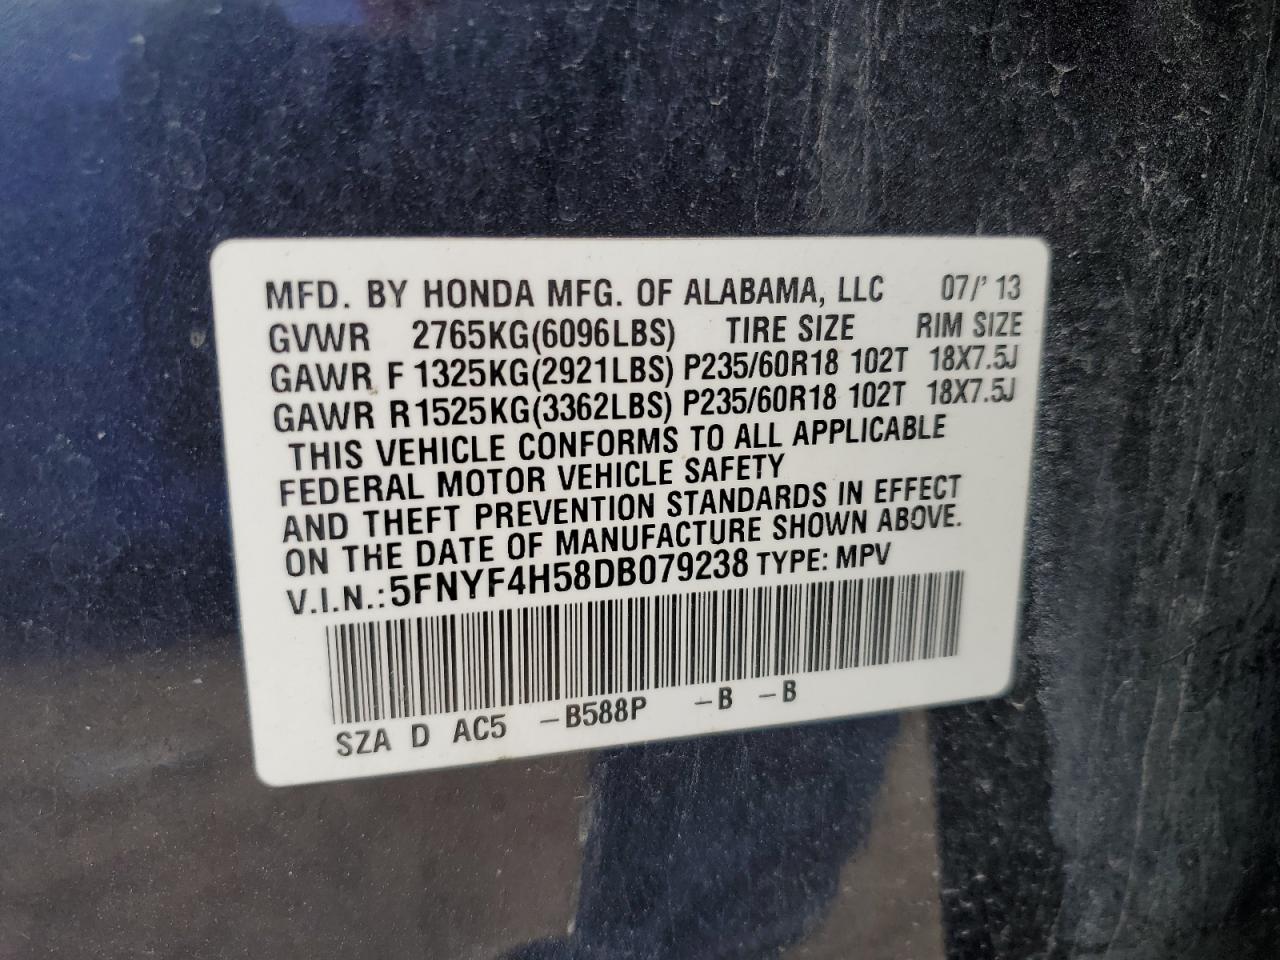 MFD. BY HONDA MFG. OF ALABAMA, LLC 07/'13
GVWR 2765KG(6096LBS) TIRE SIZE RIM SIZE
GAWR F 1325KG(2921LBS) P235/60R18 102T 18X7.5J
GAWR R1525KG(3362LBS) P235/60R18 102T 18X7.5J
THIS VEHICLE CONFORMS TO ALL APPLICABLE
FEDERAL MOTOR VEHICLE SAFETY
AND THEFT PREVENTION STANDARDS IN EFFECT
ON THE DATE OF MANUFACTURE SHOWN ABOVE.
V.I.N.:5FNYF4H58DB079238 TYPE: MPV
SZA D AC5 -B588P -B -B